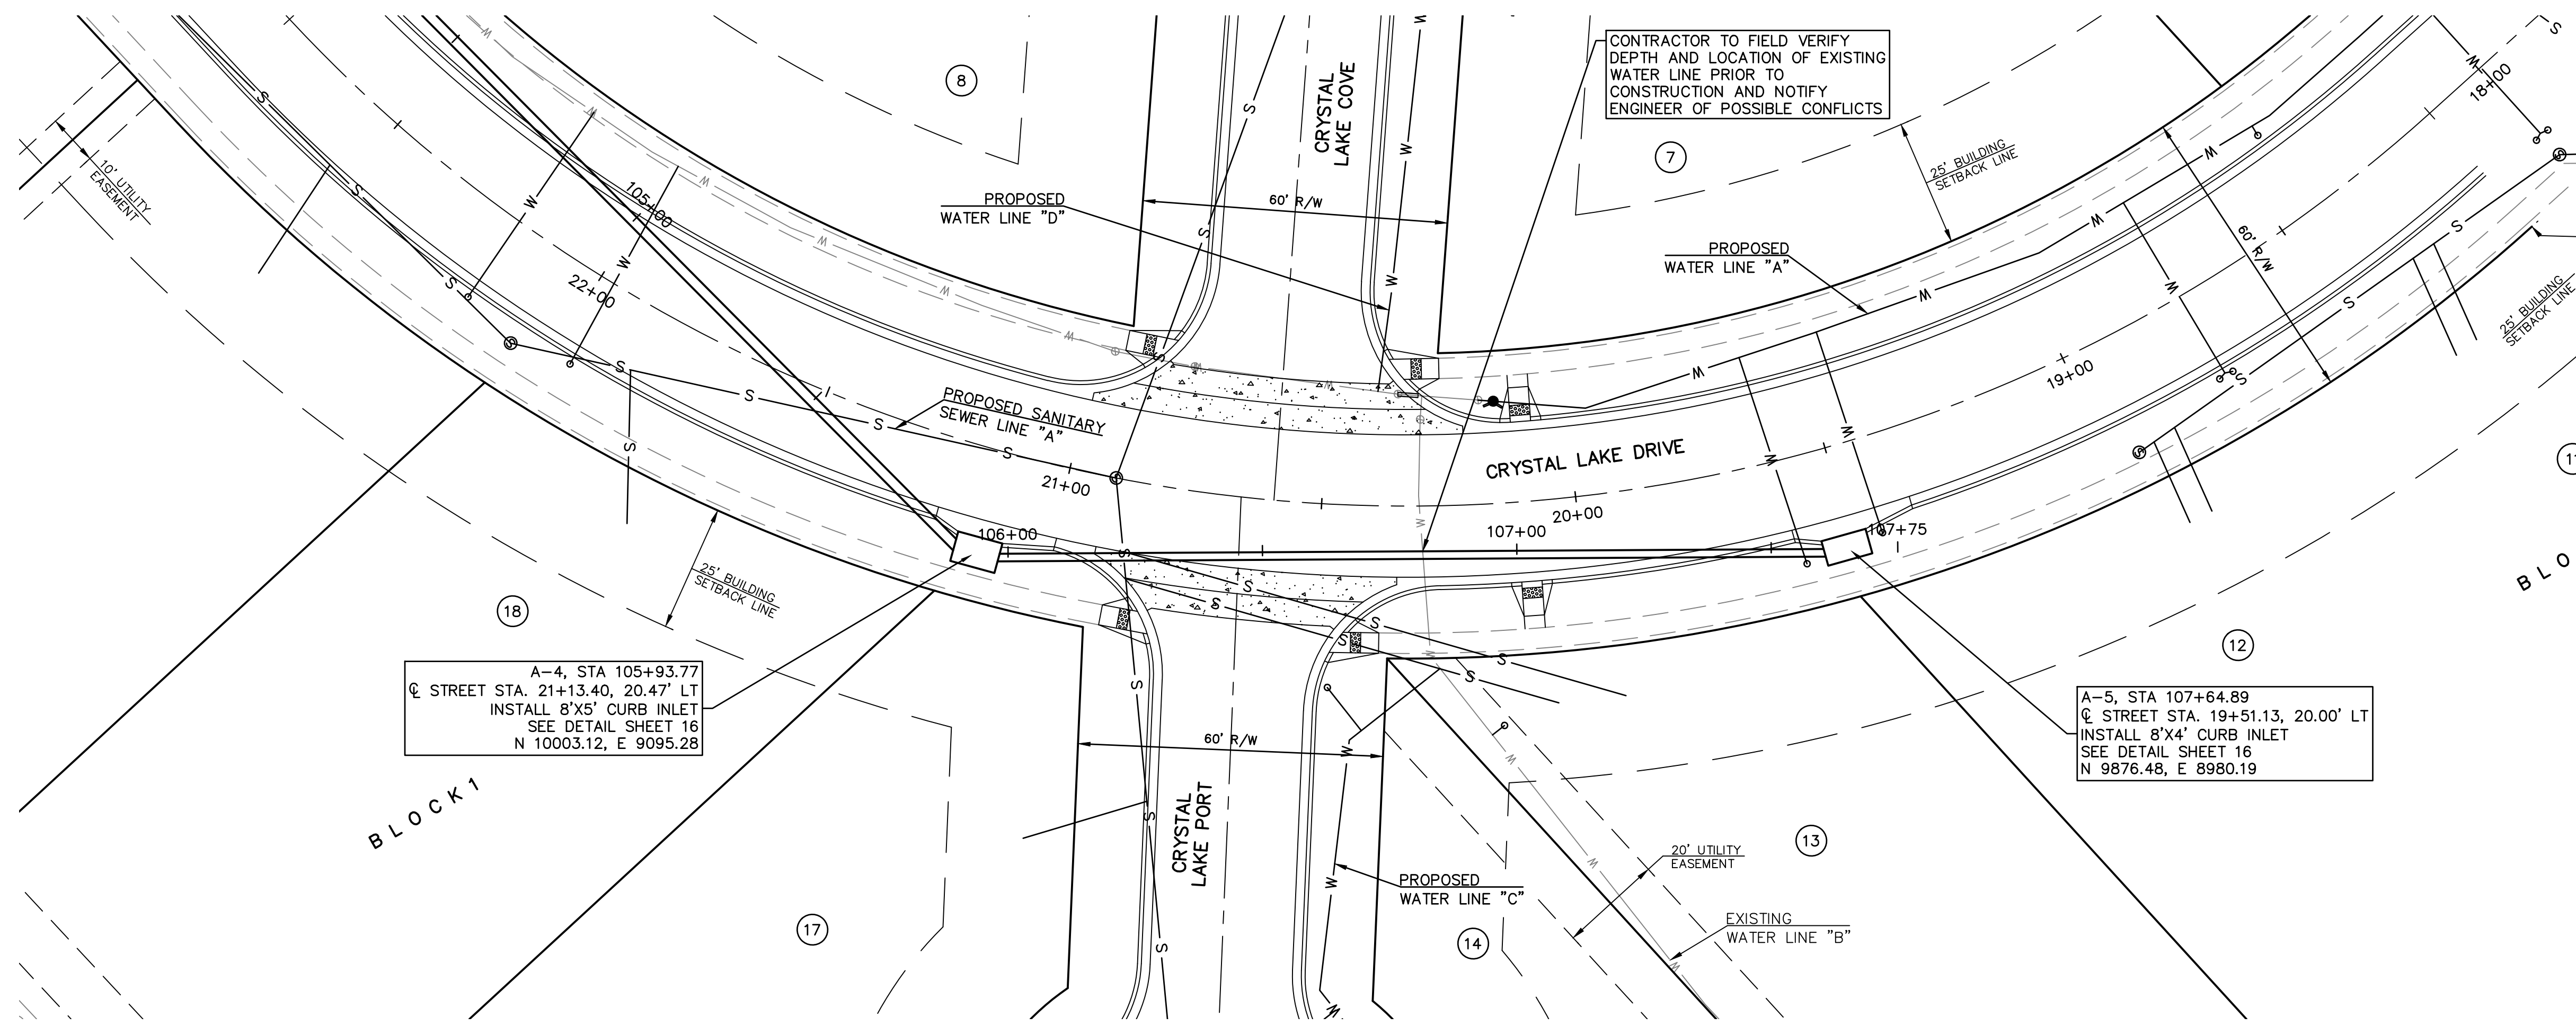 CONTRACTOR TO FIELD VERIFY
DEPTH AND LOCATION OF EXISTING
WATER LINE PRIOR TO
CONSTRUCTION AND NOTIFY
ENGINEER OF POSSIBLE CONFLICTS
8
7
CRYSTAL
LAKE COVE
18+00
10' UTILITY
EASEMENT
105+00
22+00
PROPOSED
WATER LINE "D"
60' R/W
25' BUILDING
SETBACK LINE
PROPOSED
WATER LINE "A"
60' R/W
25' BUILDING
SETBACK LINE
19+00
PROPOSED SANITARY
SEWER LINE "A"
21+00
CRYSTAL LAKE DRIVE
20+00
106+00
107+00
107+75
11
BLO
25' BUILDING
SETBACK LINE
18
12
A-4, STA 105+93.77
℄ STREET STA. 21+13.40, 20.47' LT
INSTALL 8'X5' CURB INLET
SEE DETAIL SHEET 16
N 10003.12, E 9095.28
A-5, STA 107+64.89
℄ STREET STA. 19+51.13, 20.00' LT
INSTALL 8'X4' CURB INLET
SEE DETAIL SHEET 16
N 9876.48, E 8980.19
60' R/W
BLOCK 1
CRYSTAL
LAKE PORT
13
20' UTILITY
EASEMENT
PROPOSED
WATER LINE "C"
17
14
EXISTING
WATER LINE "B"
S
W